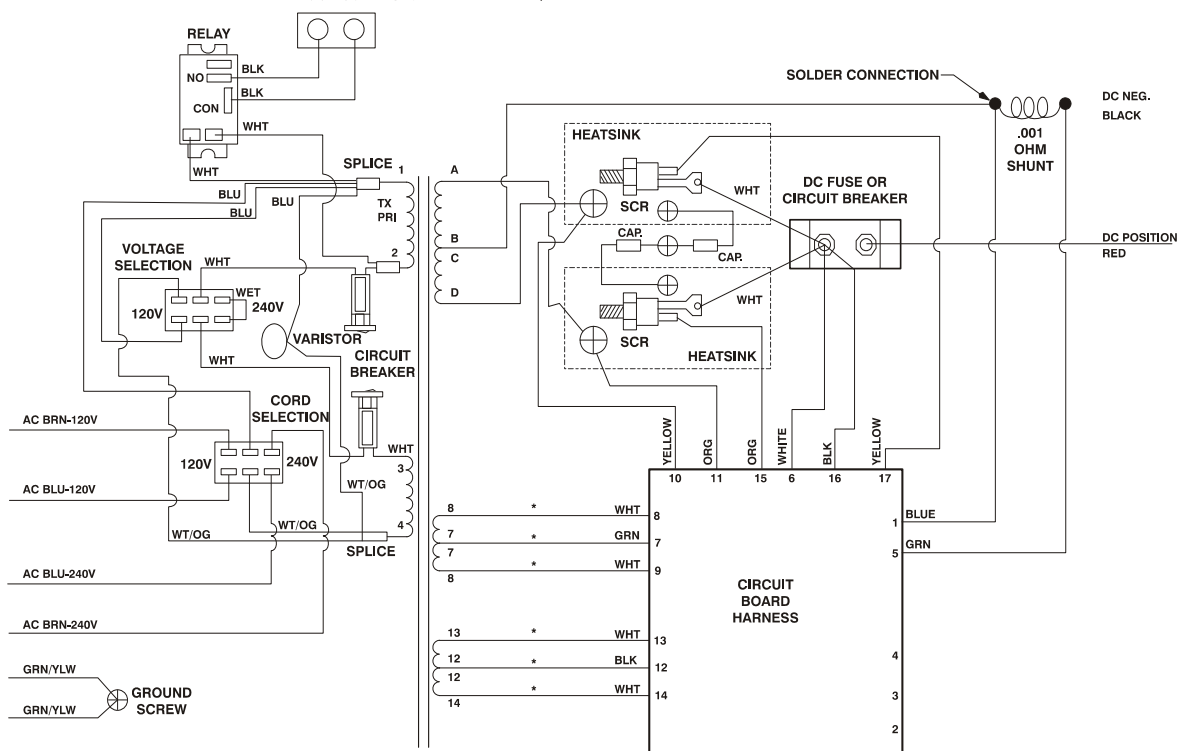 RELAY
NO
BLK
CON
BLK
WHT
WHT
SPLICE
1
BLU
BLU
BLU
TX
PRI
2
VOLTAGE
SELECTION
WHT
WET
120V
240V
VARISTOR
WHT
CIRCUIT
BREAKER
CORD
SELECTION
AC BRN-120V
120V
240V
WHT
3
AC BLU-120V
WT/OG
WT/OG
WT/OG
4
SPLICE
AC BLU-240V
AC BRN-240V
GRN/YLW
GROUND
SCREW
GRN/YLW
A
B
C
D
HEATSINK
SCR
WHT
CAP.
CAP.
WHT
SCR
HEATSINK
SOLDER CONNECTION
DC NEG.
BLACK
.001
OHM
SHUNT
DC FUSE OR
CIRCUIT BREAKER
DC POSITION
RED
YELLOW
ORG
ORG
WHITE
BLK
YELLOW
10
11
15
6
16
17
8 * WHT 8
7 * GRN 7
7 * WHT 9
8
13 * WHT 13
12 * BLK 12
12 * WHT 14
14
1 BLUE
5 GRN
CIRCUIT
BOARD
HARNESS
4
3
2